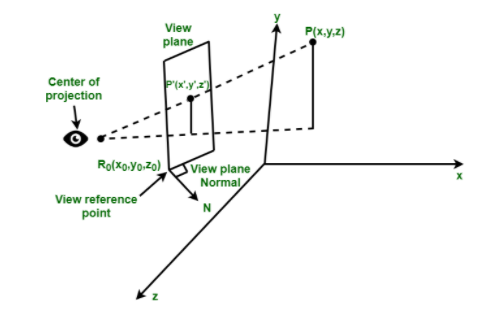 View
plane
y
P(x,y,z)
Center of
projection
P'(x',y',z')
R₀(x₀,y₀,z₀)
View plane
Normal
x
View reference
point
N
z